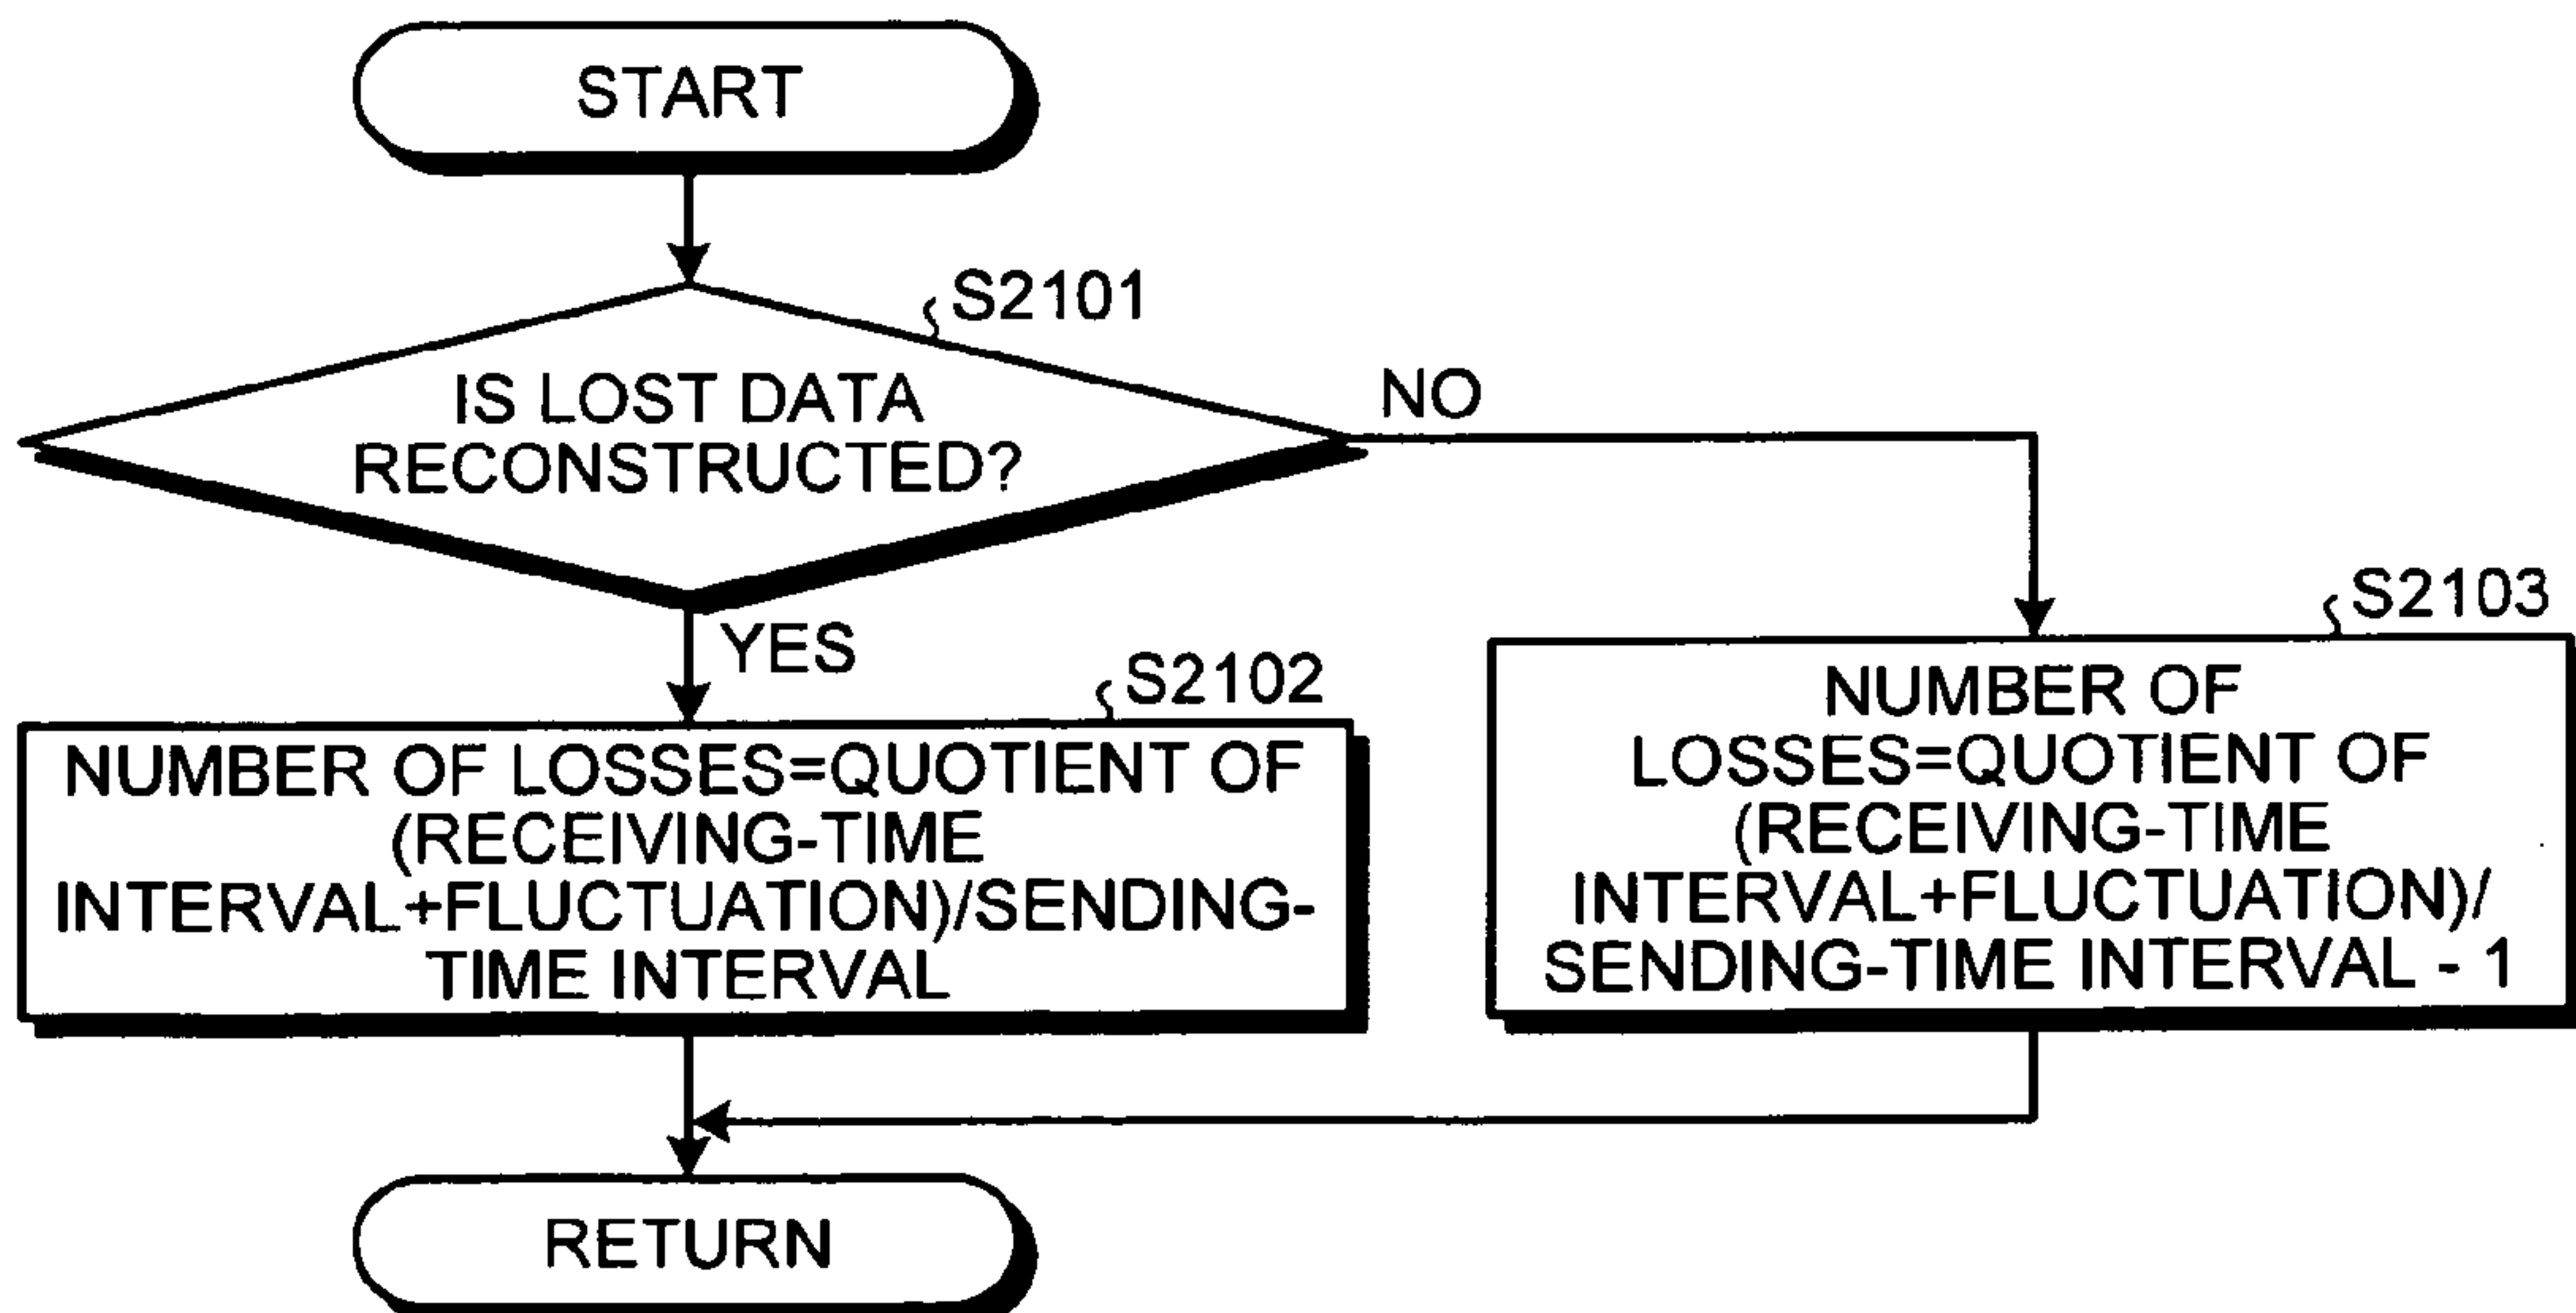 START
S2101
IS LOST DATA
RECONSTRUCTED?
NO
YES
S2102
NUMBER OF LOSSES=QUOTIENT OF
(RECEIVING-TIME
INTERVAL+FLUCTUATION)/SENDING-
TIME INTERVAL
S2103
NUMBER OF
LOSSES=QUOTIENT OF
(RECEIVING-TIME
INTERVAL+FLUCTUATION)/
SENDING-TIME INTERVAL - 1
RETURN